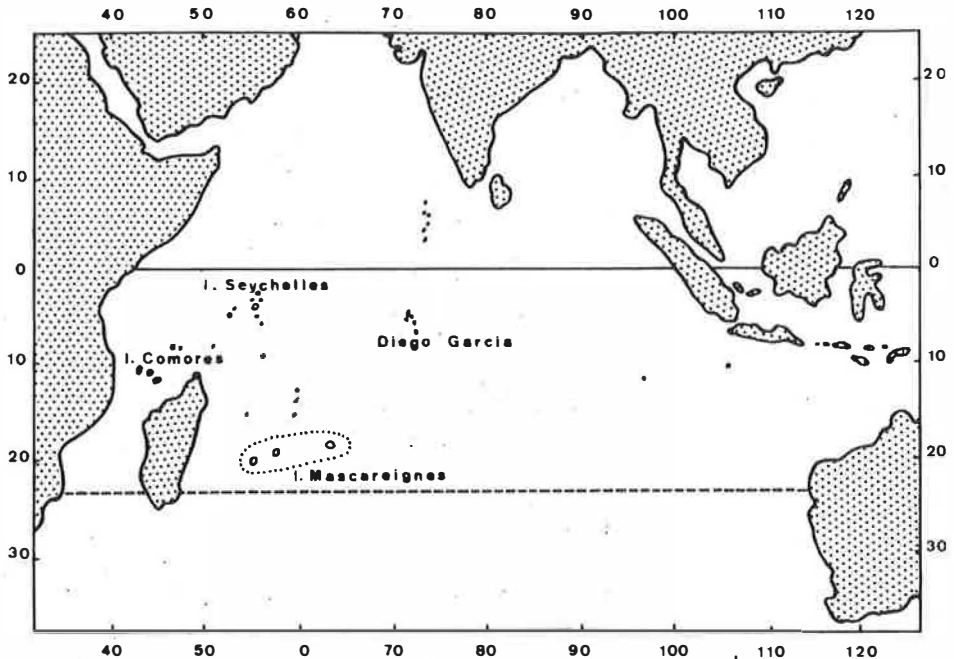 40 50 60 70 80 90 100 110 120
20 20
10 10
0 0
I. Seychelles
Diego Garcia
I. Comores
10 10
20 20
I. Mascareignes
30 30
40 50 0 70 80 90 100 110 120